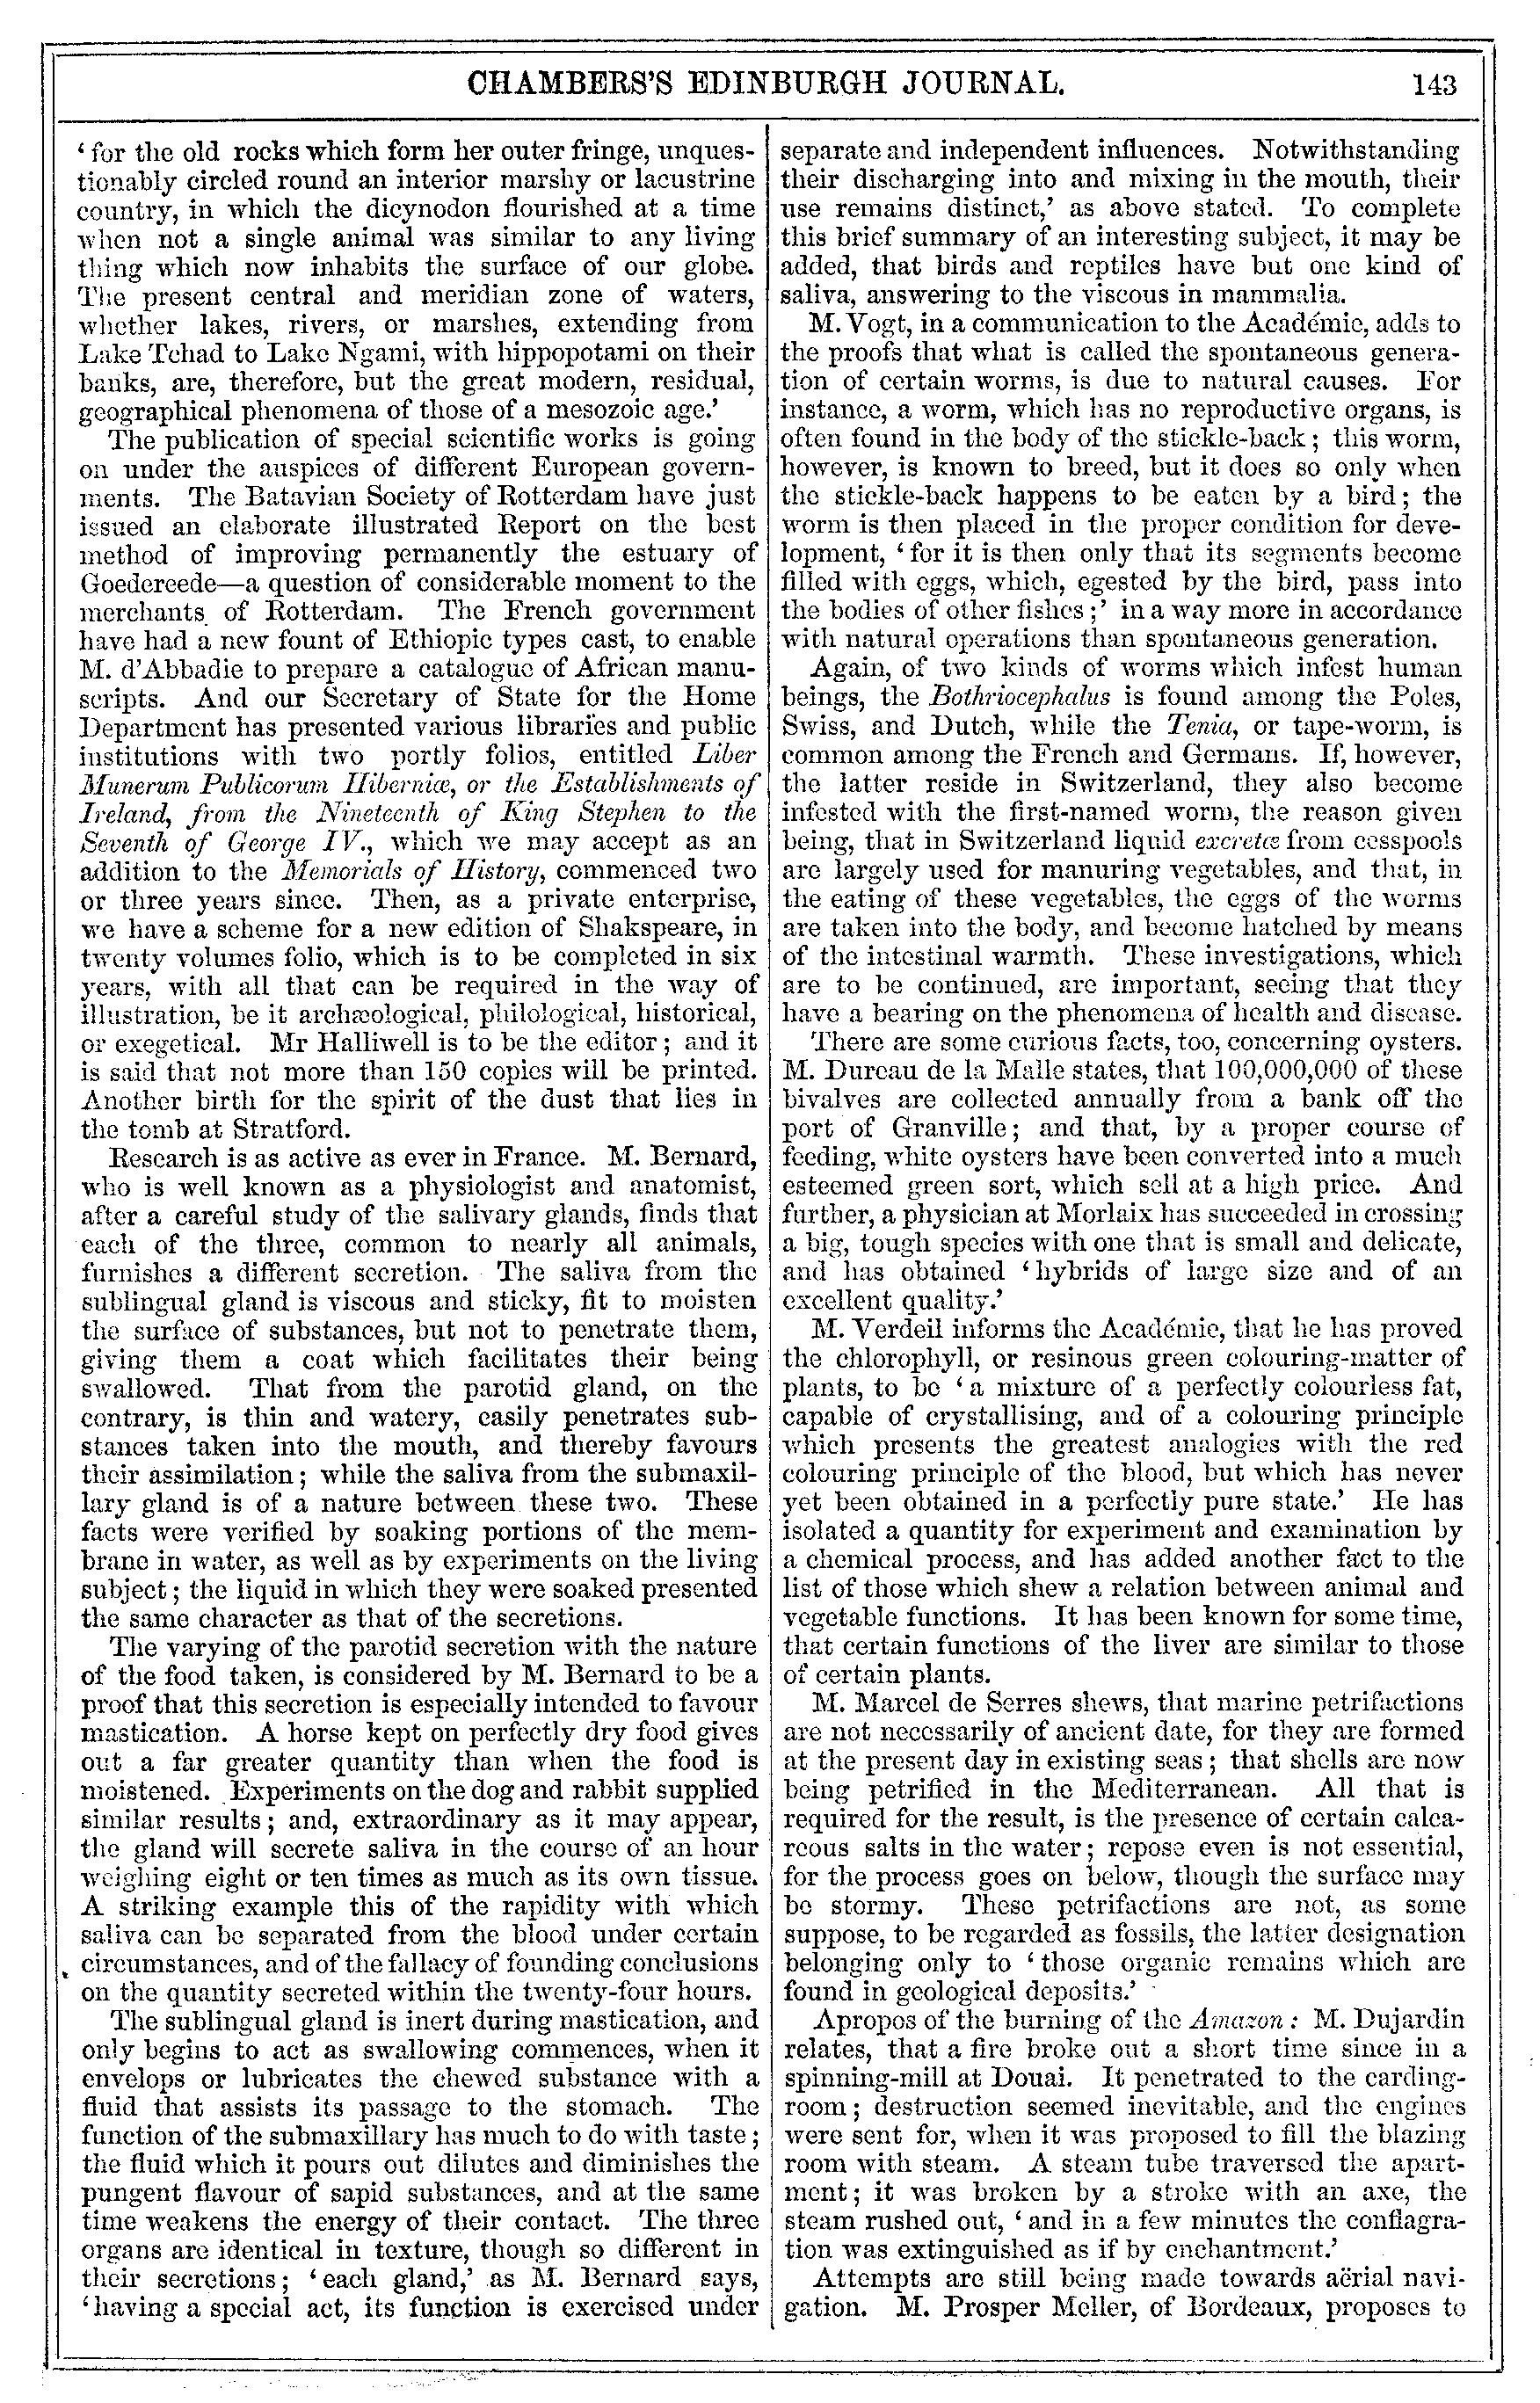 CHAMBERS'S EDINBURGH JOURNAL. 143
‘for the old rocks which form her outer fringe, unques-
tionably circled round an interior marshy or lacustrine
country, in which the dicynodon flourished at a time
when not a single animal was similar to any living
thing which now inhabits the surface of our globe.
The present central and meridian zone of waters,
whether lakes, rivers, or marshes, extending from
Lake Tchad to Lake Ngami, with hippopotami on their
banks, are, therefore, but the great modern, residual,
geographical phenomena of those of a mesozoic age.’
The publication of special scientific works is going
on under the auspices of different European govern-
ments. The Batavian Society of Rotterdam have just
issued an elaborate illustrated Report on the best
method of improving permanently the estuary of
Goedereede—a question of considerable moment to the
merchants of Rotterdam. The French government
have had a new fount of Ethiopic types cast, to enable
M. d'Abbadie to prepare a catalogue of African manu-
scripts. And our Secretary of State for the Home
Department has presented various libraries and public
institutions with two portly folios, entitled Liber
Munerum Publicorum Hiberniæ, or the Establishments of
Ireland, from the Nineteenth of King Stephen to the
Seventh of George IV., which we may accept as an
addition to the Memorials of History, commenced two
or three years since. Then, as a private enterprise,
we have a scheme for a new edition of Shakspeare, in
twenty volumes folio, which is to be completed in six
years, with all that can be required in the way of
illustration, be it archæological, philological, historical,
or exegetical. Mr Halliwell is to be the editor; and it
is said that not more than 150 copies will be printed.
Another birth for the spirit of the dust that lies in
the tomb at Stratford.
Research is as active as ever in France. M. Bernard,
who is well known as a physiologist and anatomist,
after a careful study of the salivary glands, finds that
each of the three, common to nearly all animals,
furnishes a different secretion. The saliva from the
sublingual gland is viscous and sticky, fit to moisten
the surface of substances, but not to penetrate them,
giving them a coat which facilitates their being
swallowed. That from the parotid gland, on the
contrary, is thin and watery, easily penetrates sub-
stances taken into the mouth, and thereby favours
their assimilation; while the saliva from the submaxil-
lary gland is of a nature between these two. These
facts were verified by soaking portions of the mem-
brane in water, as well as by experiments on the living
subject; the liquid in which they were soaked presented
the same character as that of the secretions.
The varying of the parotid secretion with the nature
of the food taken, is considered by M. Bernard to be a
proof that this secretion is especially intended to favour
mastication. A horse kept on perfectly dry food gives
out a far greater quantity than when the food is
moistened. Experiments on the dog and rabbit supplied
similar results; and, extraordinary as it may appear,
the gland will secrete saliva in the course of an hour
weighing eight or ten times as much as its own tissue.
A striking example this of the rapidity with which
saliva can be separated from the blood under certain
circumstances, and of the fallacy of founding conclusions
on the quantity secreted within the twenty-four hours.
The sublingual gland is inert during mastication, and
only begins to act as swallowing commences, when it
envelops or lubricates the chewed substance with a
fluid that assists its passage to the stomach. The
function of the submaxillary has much to do with taste;
the fluid which it pours out dilutes and diminishes the
pungent flavour of sapid substances, and at the same
time weakens the energy of their contact. The three
organs are identical in texture, though so different in
their secretions; ‘each gland,’ as M. Bernard says,
‘having a special act, its function is exercised under
separate and independent influences. Notwithstanding
their discharging into and mixing in the mouth, their
use remains distinct,’ as above stated. To complete
this brief summary of an interesting subject, it may be
added, that birds and reptiles have but one kind of
saliva, answering to the viscous in mammalia.
M. Vogt, in a communication to the Académie, adds to
the proofs that what is called the spontaneous genera-
tion of certain worms, is due to natural causes. For
instance, a worm, which has no reproductive organs, is
often found in the body of the stickle-back; this worm,
however, is known to breed, but it does so only when
the stickle-back happens to be eaten by a bird; the
worm is then placed in the proper condition for deve-
lopment, ‘for it is then only that its segments become
filled with eggs, which, egested by the bird, pass into
the bodies of other fishes;’ in a way more in accordance
with natural operations than spontaneous generation.
Again, of two kinds of worms which infest human
beings, the Bothriocephalus is found among the Poles,
Swiss, and Dutch, while the Tenia, or tape-worm, is
common among the French and Germans. If, however,
the latter reside in Switzerland, they also become
infested with the first-named worm, the reason given
being, that in Switzerland liquid excretæ from cesspools
are largely used for manuring vegetables, and that, in
the eating of these vegetables, the eggs of the worms
are taken into the body, and become hatched by means
of the intestinal warmth. These investigations, which
are to be continued, are important, seeing that they
have a bearing on the phenomena of health and disease.
There are some curious facts, too, concerning oysters.
M. Dureau de la Malle states, that 100,000,000 of these
bivalves are collected annually from a bank off the
port of Granville; and that, by a proper course of
feeding, white oysters have been converted into a much
esteemed green sort, which sell at a high price. And
further, a physician at Morlaix has succeeded in crossing
a big, tough species with one that is small and delicate,
and has obtained ‘hybrids of large size and of an
excellent quality.’
M. Verdeil informs the Académie, that he has proved
the chlorophyll, or resinous green colouring-matter of
plants, to be ‘a mixture of a perfectly colourless fat,
capable of crystallising, and of a colouring principle
which presents the greatest analogies with the red
colouring principle of the blood, but which has never
yet been obtained in a perfectly pure state.’ He has
isolated a quantity for experiment and examination by
a chemical process, and has added another fact to the
list of those which shew a relation between animal and
vegetable functions. It has been known for some time,
that certain functions of the liver are similar to those
of certain plants.
M. Marcel de Serres shews, that marine petrifactions
are not necessarily of ancient date, for they are formed
at the present day in existing seas; that shells are now
being petrified in the Mediterranean. All that is
required for the result, is the presence of certain calca-
reous salts in the water; repose even is not essential,
for the process goes on below, though the surface may
be stormy. These petrifactions are not, as some
suppose, to be regarded as fossils, the latter designation
belonging only to ‘those organic remains which are
found in geological deposits.’
Apropos of the burning of the Amazon: M. Dujardin
relates, that a fire broke out a short time since in a
spinning-mill at Douai. It penetrated to the carding-
room; destruction seemed inevitable, and the engines
were sent for, when it was proposed to fill the blazing
room with steam. A steam tube traversed the apart-
ment; it was broken by a stroke with an axe, the
steam rushed out, ‘and in a few minutes the conflagra-
tion was extinguished as if by enchantment.’
Attempts are still being made towards aërial navi-
gation. M. Prosper Meller, of Bordeaux, proposes to